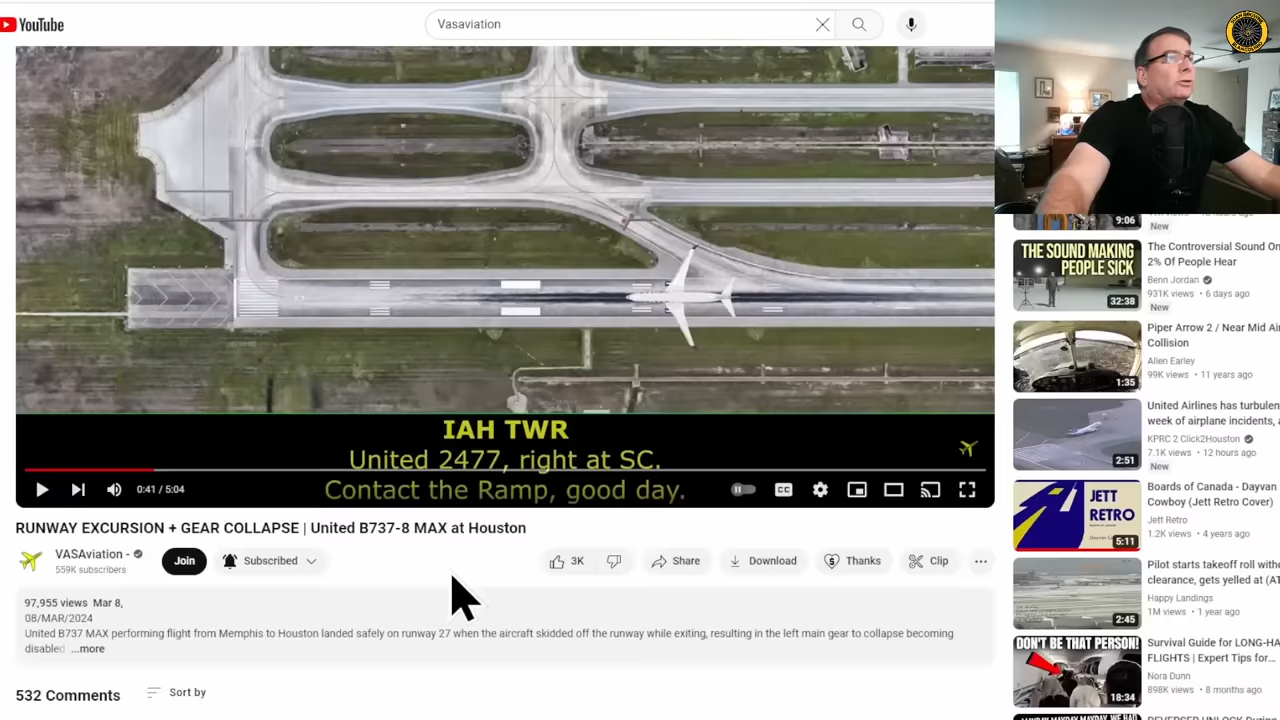 YouTube
Vasaviation
IAH TWR
United 2477, right at SC.
Contact the Ramp, good day.
0:41 / 5:04
CC
RUNWAY EXCURSION + GEAR COLLAPSE | United B737-8 MAX at Houston
VASAviation -
559K subscribers
Join
Subscribed
3K
Share
Download
Thanks
Clip
97,955 views Mar 8,
08/MAR/2024
United B737 MAX performing flight from Memphis to Houston landed safely on runway 27 when the aircraft skidded off the runway while exiting, resulting in the left main gear to collapse becoming
disabled ...more
532 Comments
Sort by
9:06
New
THE SOUND MAKING
PEOPLE SICK
32:38
The Controversial Sound On
2% Of People Hear
Benn Jordan
931K views • 6 days ago
New
1:35
Piper Arrow 2 / Near Mid Ai
Collision
Allen Earley
99K views • 11 years ago
2:51
United Airlines has turbulen
week of airplane incidents, a
KPRC 2 Click2Houston
7.1K views • 12 hours ago
New
JETT
RETRO
5:11
Boards of Canada - Dayvan
Cowboy (Jett Retro Cover)
Jett Retro
1.2K views • 4 years ago
2:45
Pilot starts takeoff roll witho
clearance, gets yelled at (AT
Happy Landings
1M views • 1 year ago
DON'T BE THAT PERSON!
18:34
Survival Guide for LONG-HA
FLIGHTS | Expert Tips for...
Nora Dunn
898K views • 8 months ago